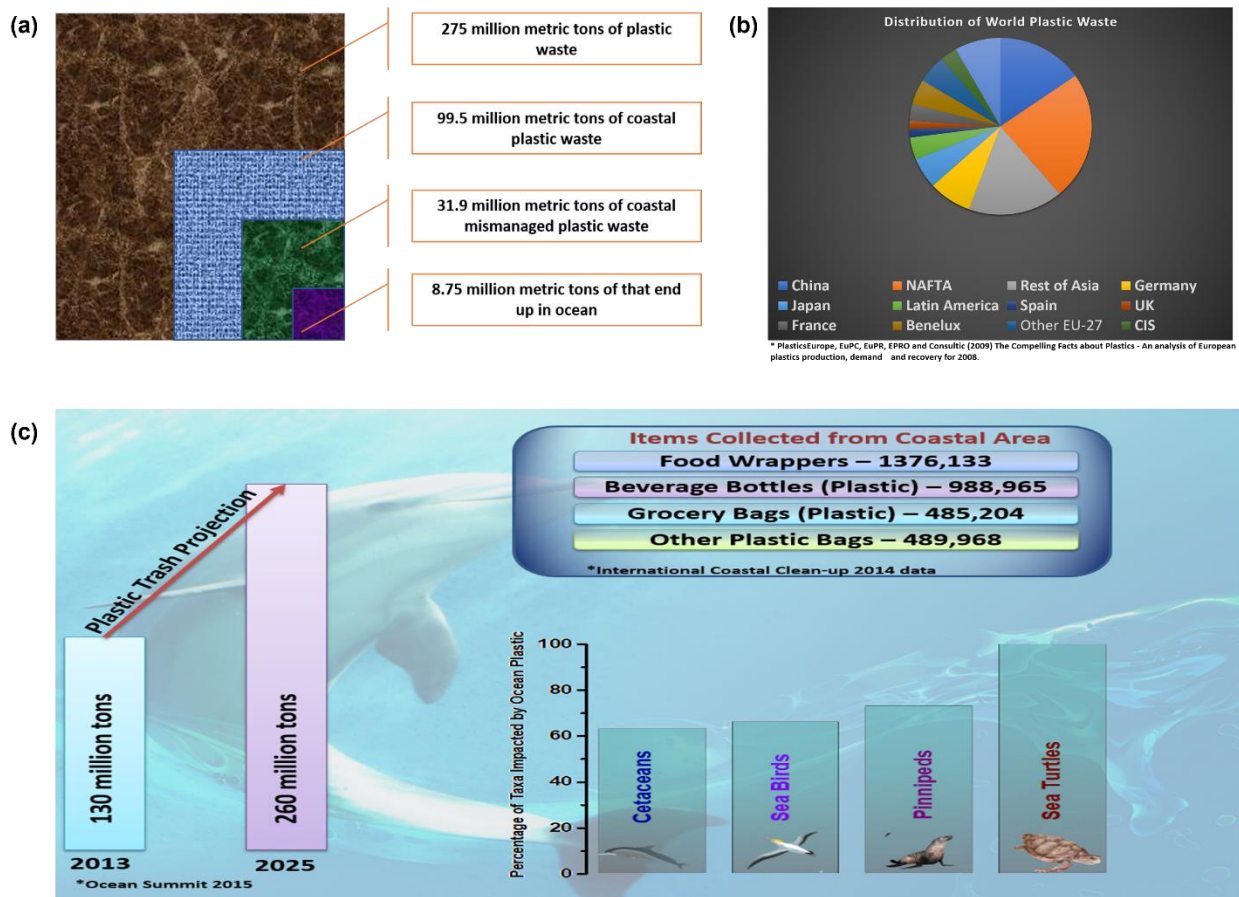 (a)
275 million metric tons of plastic
waste
99.5 million metric tons of coastal
plastic waste
31.9 million metric tons of coastal
mismanaged plastic waste
8.75 million metric tons of that end
up in ocean
(b)
Distribution of World Plastic Waste
China NAFTA Rest of Asia Germany
Japan Latin America Spain UK
France Benelux Other EU-27 CIS
* PlasticsEurope, EuPC, EuPR, EPRO and Consultic (2009) The Compelling Facts about Plastics - An analysis of European
plastics production, demand and recovery for 2008.
(c)
Plastic Trash Projection
130 million tons
260 million tons
2013
2025
*Ocean Summit 2015
Items Collected from Coastal Area
Food Wrappers – 1376,133
Beverage Bottles (Plastic) – 988,965
Grocery Bags (Plastic) – 485,204
Other Plastic Bags – 489,968
*International Coastal Clean-up 2014 data
Percentage of Taxa Impacted by Ocean Plastic
100
80
60
40
20
0
Cetaceans
Sea Birds
Pinnipeds
Sea Turtles